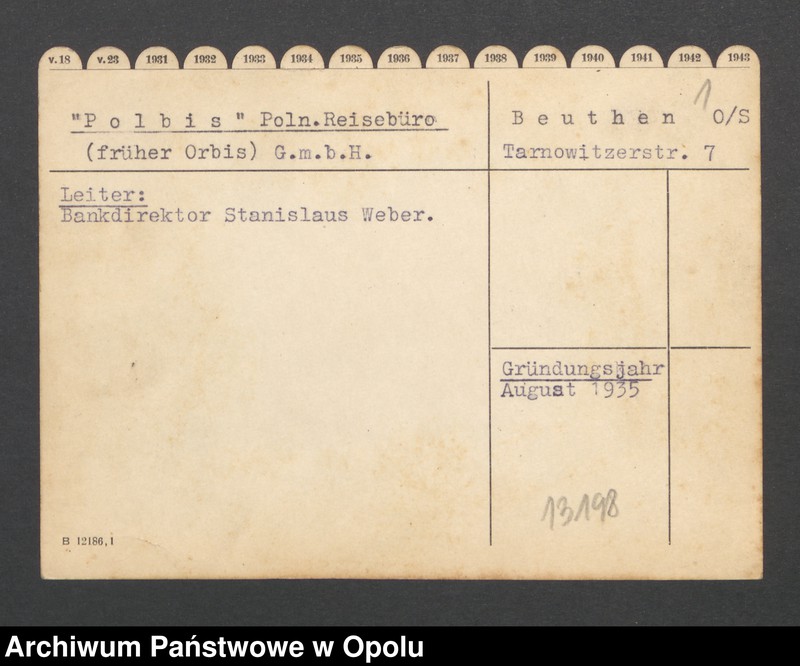 v.18 v.23 1931 1932 1933 1934 1935 1936 1937 1938 1939 1940 1941 1942 1943
1
"P o l b i s" Poln.Reisebüro
(früher Orbis) G.m.b.H.
B e u t h e n O/S
Tarnowitzerstr. 7
Leiter:
Bankdirektor Stanislaus Weber.
Gründungsjahr
August 1935
13198
B 12186,1
Archiwum Państwowe w Opolu